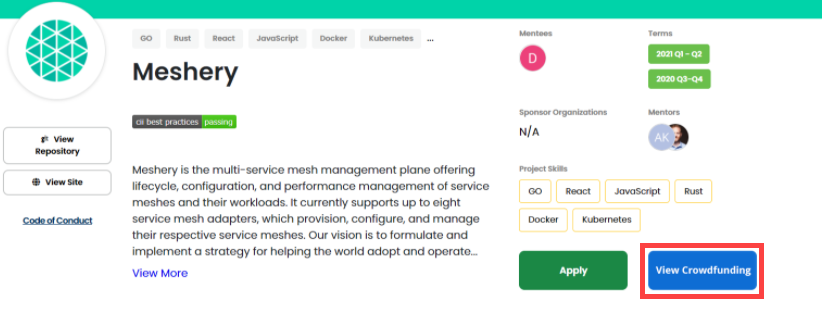 GO Rust React JavaScript Docker Kubernetes ...
Meshery
cii best practices passing
View
Repository
View Site
Code of Conduct
Meshery is the multi-service mesh management plane offering
lifecycle, configuration, and performance management of service
meshes and their workloads. It currently supports up to eight
service mesh adapters, which provision, configure, and manage
their respective service meshes. Our vision is to formulate and
implement a strategy for helping the world adopt and operate...
View More
Mentees
D
Terms
2021 Q1 - Q2
2020 Q3-Q4
Sponsor Organizations
N/A
Mentors
AK
Project Skills
GO React JavaScript Rust
Docker Kubernetes
Apply View Crowdfunding